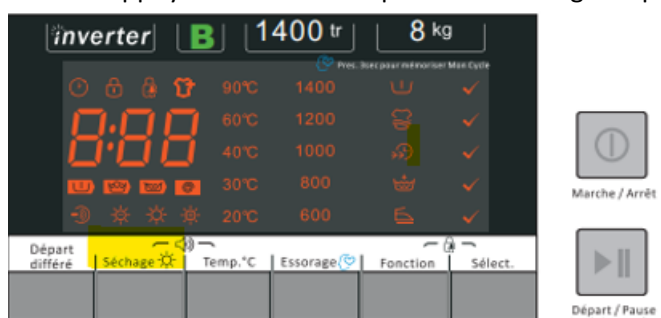 inverter B 1400 tr 8 kg
Pres. 3sec pour mémoriser Mon Cycle
90°C 1400
8:88 60°C 1200
40°C 1000
30°C 800
20°C 600
Départ différé Séchage Temp.°C Essorage Fonction Sélect.
Marche / Arrêt
Départ / Pause